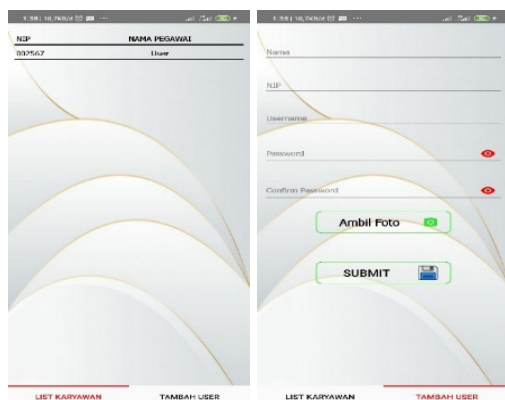 NIP NAMA PEGAWAI
002567 User
LIST KARYAWAN TAMBAH USER
Nama
NIP
Username
Password
Confirm Password
Ambil Foto
SUBMIT
LIST KARYAWAN TAMBAH USER